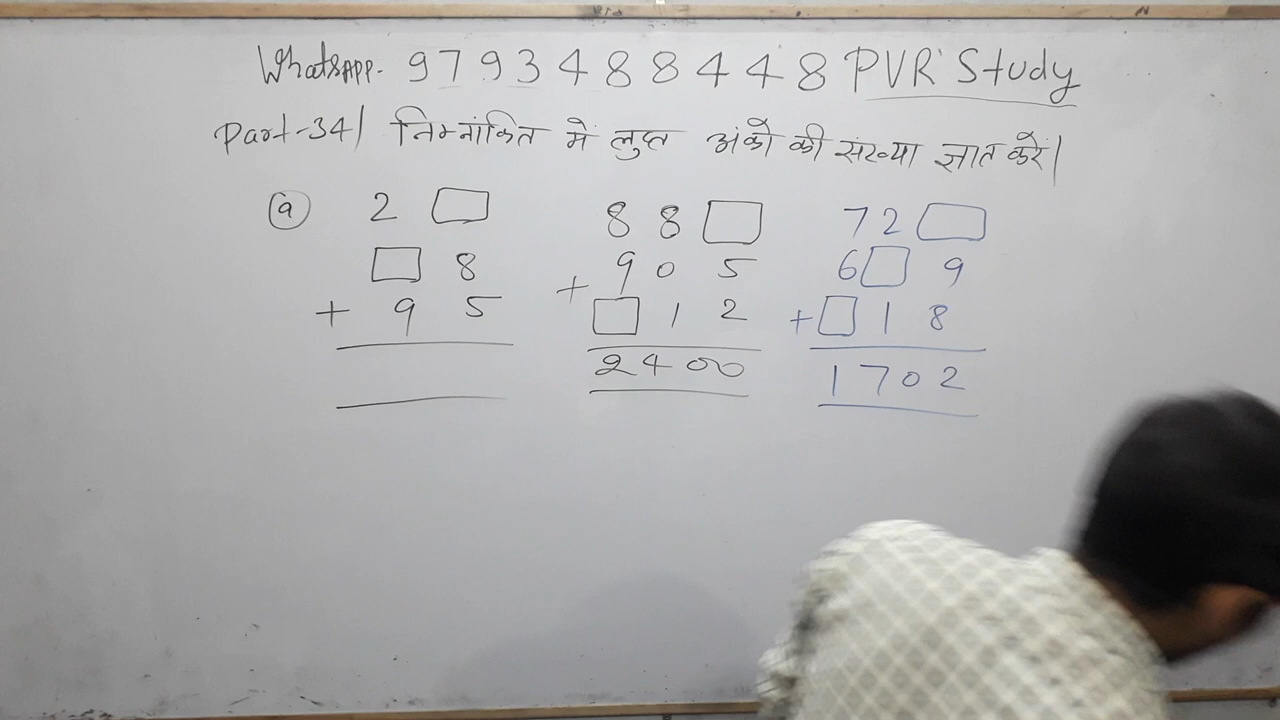 WhatsApp. 9793488448 PVR Study
Part-34| निम्नांकित में लुप्त अंको की संख्या ज्ञात करें|
a 2 □ 88□ 72□
□ 8 905 6□9
+ 9 5 + □12 + □18
2400 1702